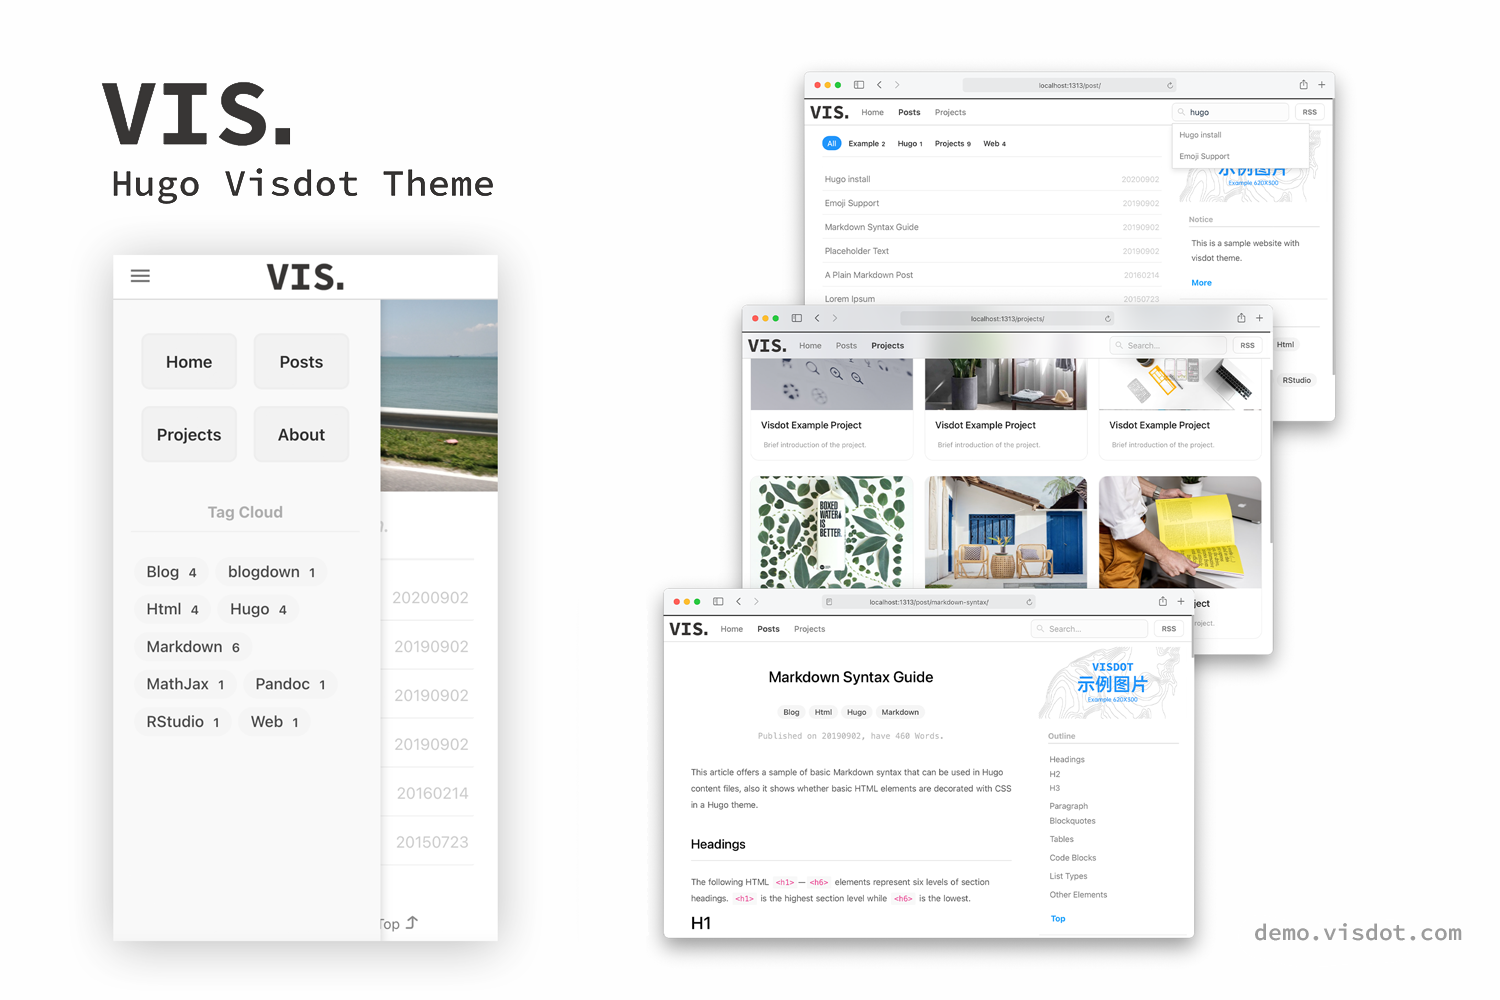 VIS.
Hugo Visdot Theme
VIS.
Home
Posts
Projects
About
Tag Cloud
Blog 4
blogdown 1
Html 4
Hugo 4
Markdown 6
MathJax 1
Pandoc 1
RStudio 1
Web 1
20200902
20190902
20190902
20190902
20160214
20150723
Top
localhost:1313/post/
VIS.
Home
Posts
Projects
hugo
RSS
Hugo install
Emoji Support
All
Example 2
Hugo 1
Projects 9
Web 4
Hugo install 20200902
Emoji Support 20190902
Markdown Syntax Guide 20190902
Placeholder Text 20190902
A Plain Markdown Post 20160214
Lorem Ipsum 20150723
示例图片
Example 620X300
Notice
This is a sample website with
visdot theme.
More
Html
RStudio
localhost:1313/projects/
VIS.
Home
Posts
Projects
Search...
RSS
Visdot Example Project
Brief introduction of the project.
Visdot Example Project
Brief introduction of the project.
Visdot Example Project
Brief introduction of the project.
BOXED
WATER
IS
BETTER.
ject
roject.
localhost:1313/post/markdown-syntax/
VIS.
Home
Posts
Projects
Search...
RSS
Markdown Syntax Guide
Blog
Html
Hugo
Markdown
Published on 20190902, have 460 Words.
This article offers a sample of basic Markdown syntax that can be used in Hugo
content files, also it shows whether basic HTML elements are decorated with CSS
in a Hugo theme.
Headings
The following HTML <h1> — <h6> elements represent six levels of section
headings. <h1> is the highest section level while <h6> is the lowest.
H1
VISDOT
示例图片
Example 620X300
Outline
Headings
H2
H3
Paragraph
Blockquotes
Tables
Code Blocks
List Types
Other Elements
Top
demo.visdot.com